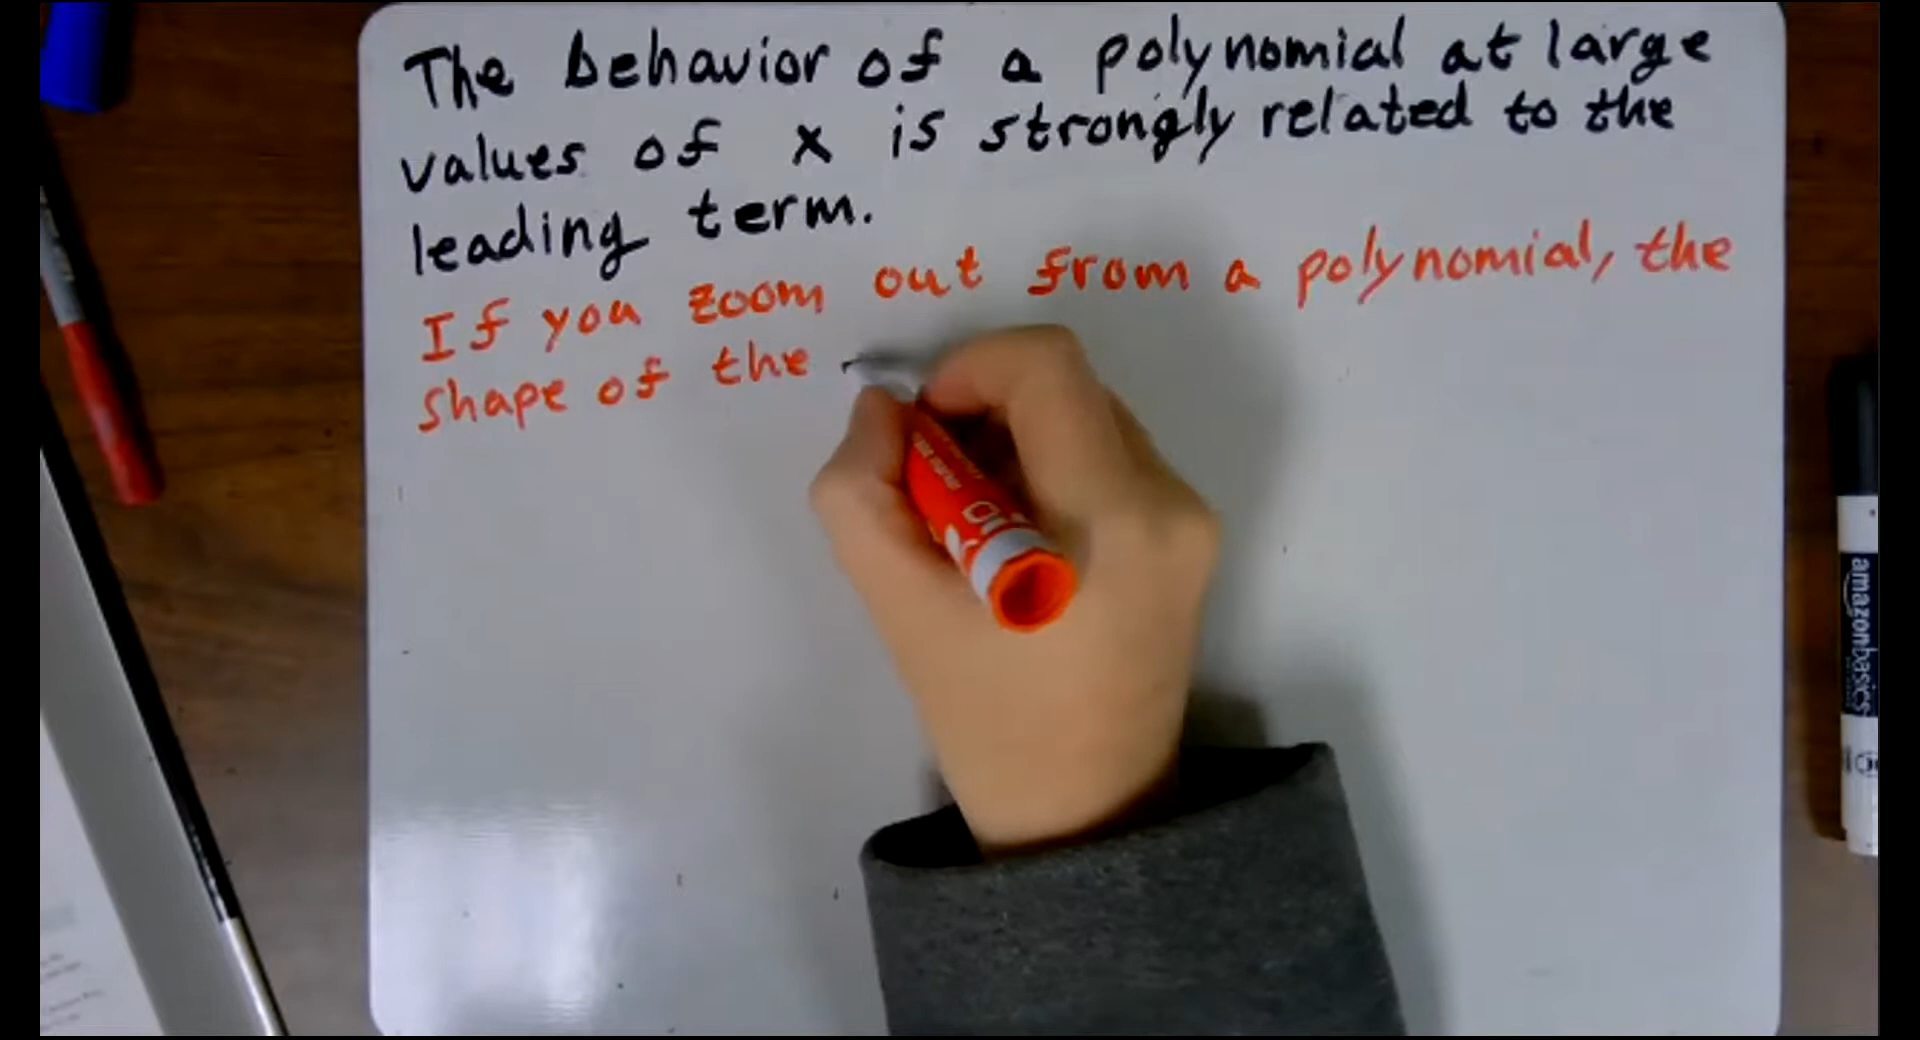 The behavior of a polynomial at large
values of x is strongly related to the
leading term.
If you zoom out from a polynomial, the
shape of the
amazonbasics